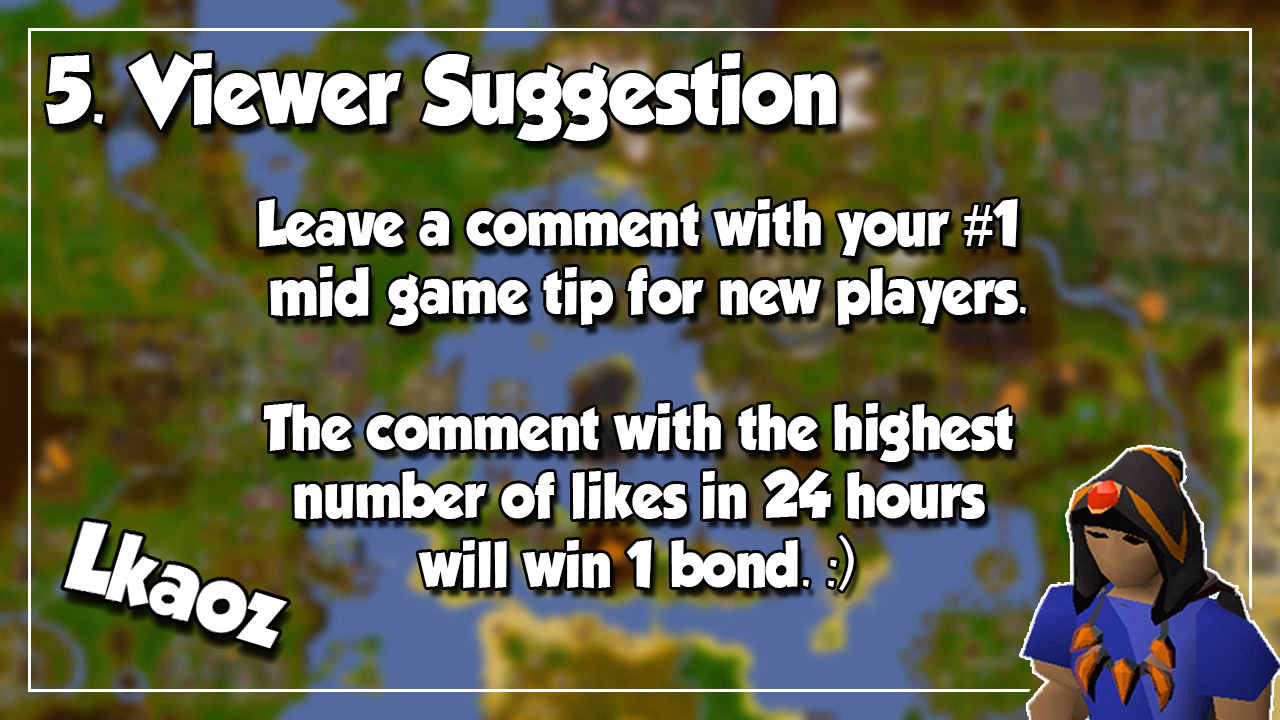 5. Viewer Suggestion
Leave a comment with your #1
mid game tip for new players.
The comment with the highest
number of likes in 24 hours
will win 1 bond. :)
Lkaoz